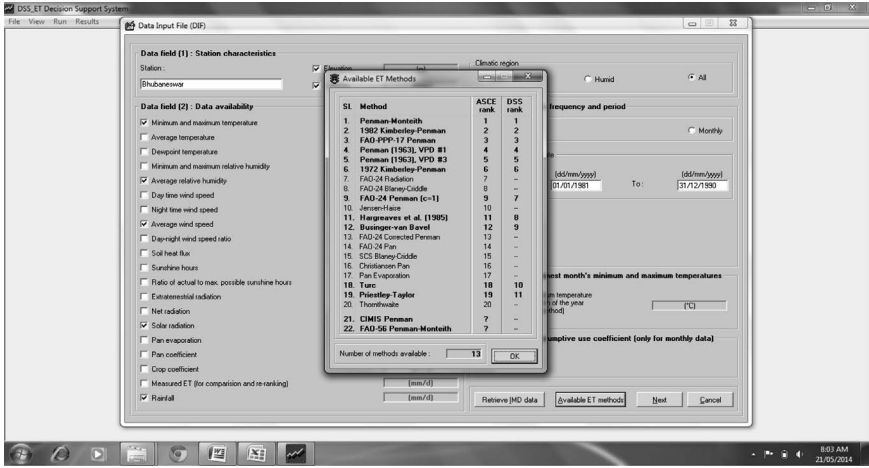 DSS_ET Decision Support System
File View Run Results
Data Input File (DIF)
Data field (1) : Station characteristics
Station :
Bhubaneswar
Elevation
(m)
Climatic region
Humid
All
Data field (2) : Data availability
Minimum and maximum temperature
Average temperature
Dewpoint temperature
Minimum and maximum relative humidity
Average relative humidity
Day time wind speed
Night time wind speed
Average wind speed
Day-night wind speed ratio
Soil heat flux
Sunshine hours
Ratio of actual to max. possible sunshine hours
Extraterrestrial radiation
Net radiation
Solar radiation
Pan evaporation
Pan coefficient
Crop coefficient
Measured ET (for comparision and re-ranking)
(mm/d)
Rainfall
(mm/d)
Available ET Methods
Sl. Method ASCE rank DSS rank
1. Penman-Monteith 1 1
2. 1982 Kimberley-Penman 2 2
3. FAO-PPP-17 Penman 3 3
4. Penman (1963), VPD #1 4 4
5. Penman (1963), VPD #3 5 5
6. 1972 Kimberley-Penman 6 6
7. FAO-24 Radiation 7 --
8. FAO-24 Blaney-Criddle 8 --
9. FAO-24 Penman (c=1) 9 7
10. Jensen-Haise 10 --
11. Hargreaves et al. (1985) 11 8
12. Businger-van Bavel 12 9
13. FAO-24 Corrected Penman 13 --
14. FAO-24 Pan 14 --
15. SCS Blaney-Criddle 15 --
16. Christiansen Pan 16 --
17. Pan Evaporation 17 --
18. Turc 18 10
19. Priestley-Taylor 19 11
20. Thornthwaite 20 --
21. CIMIS Penman ? --
22. FAO-56 Penman-Monteith ? --
Number of methods available : 13
OK
frequency and period
Monthly
(dd/mm/yyyy) (dd/mm/yyyy)
01/01/1981 To : 31/12/1990
month's minimum and maximum temperatures
temperature
of the year
(°C)
coefficient (only for monthly data)
Retrieve IMD data
Available ET methods
Next
Cancel
8:03 AM
21/05/2014